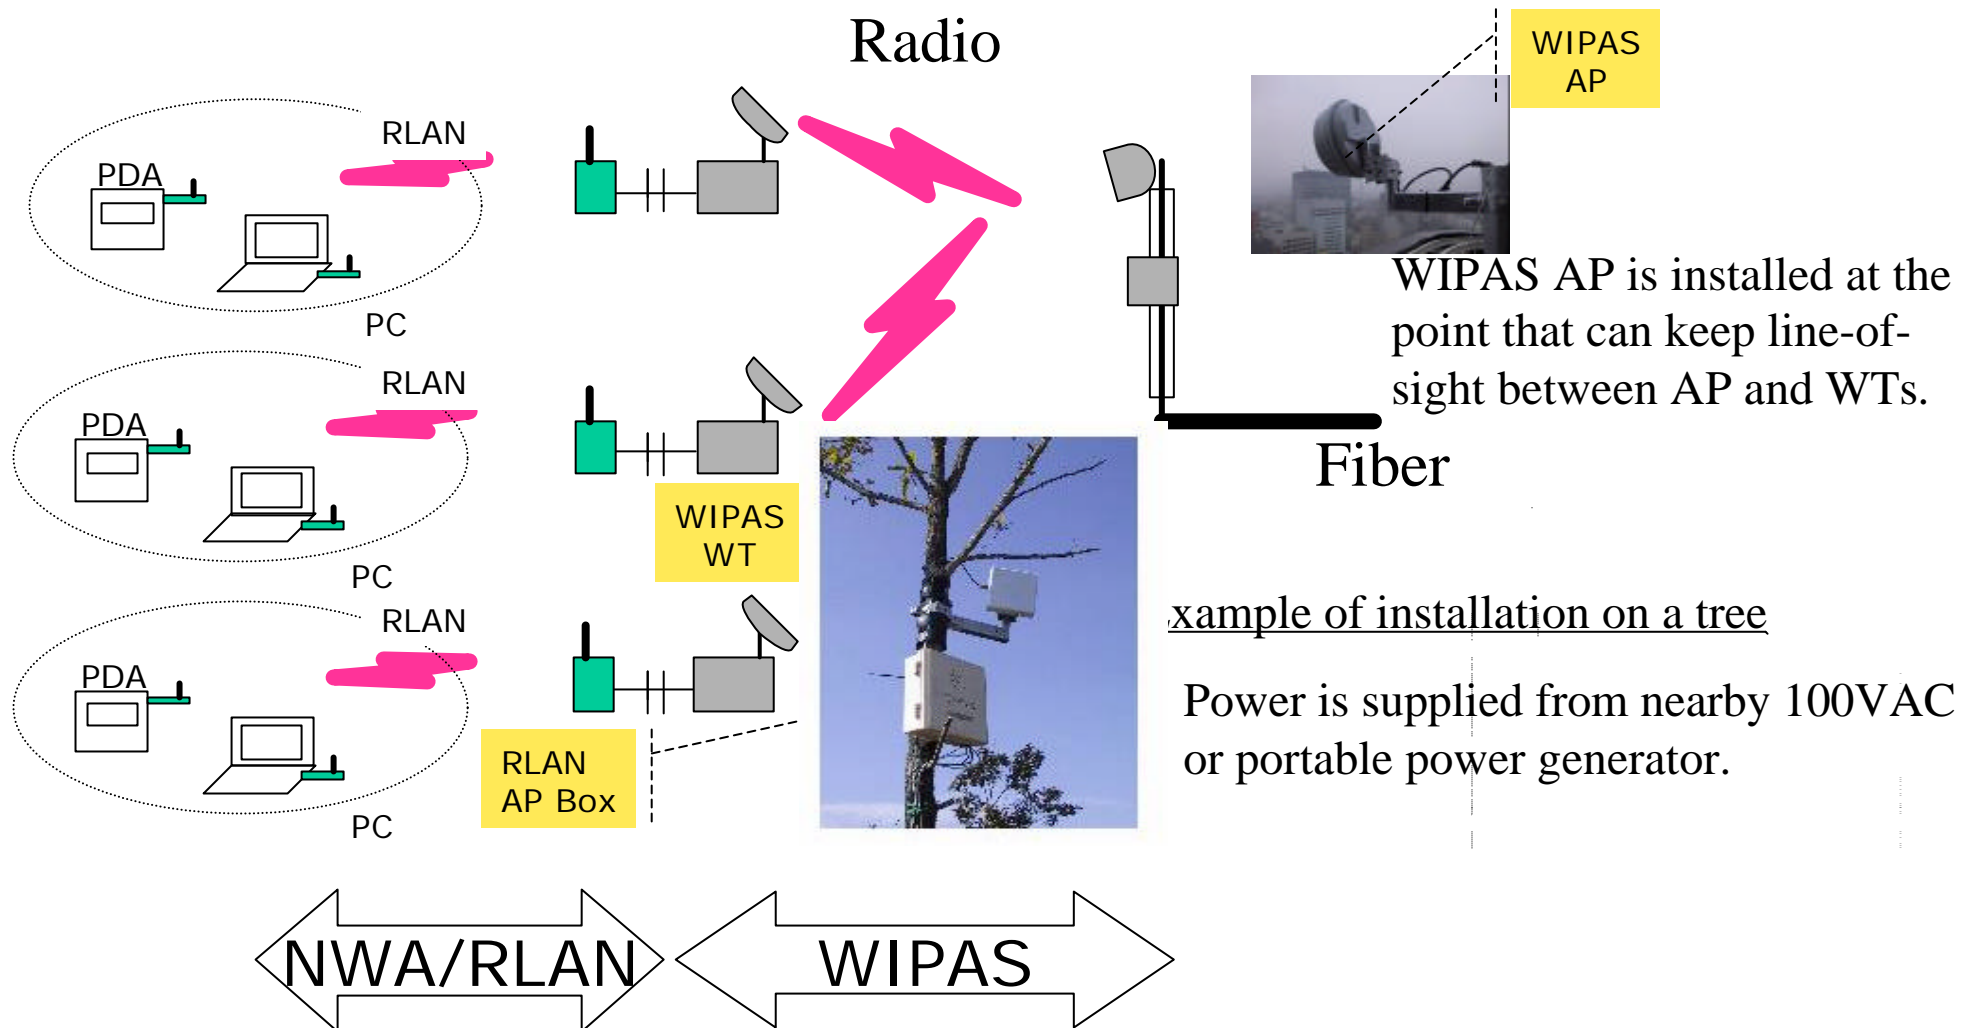 Radio
WIPAS
AP
RLAN
PDA
PC
WIPAS AP is installed at the
point that can keep line-of-
sight between AP and WTs.
RLAN
PDA
PC
Fiber
WIPAS
WT
RLAN
PDA
PC
xample of installation on a tree
Power is supplied from nearby 100VAC
or portable power generator.
RLAN
AP Box
NWA/RLAN
WIPAS